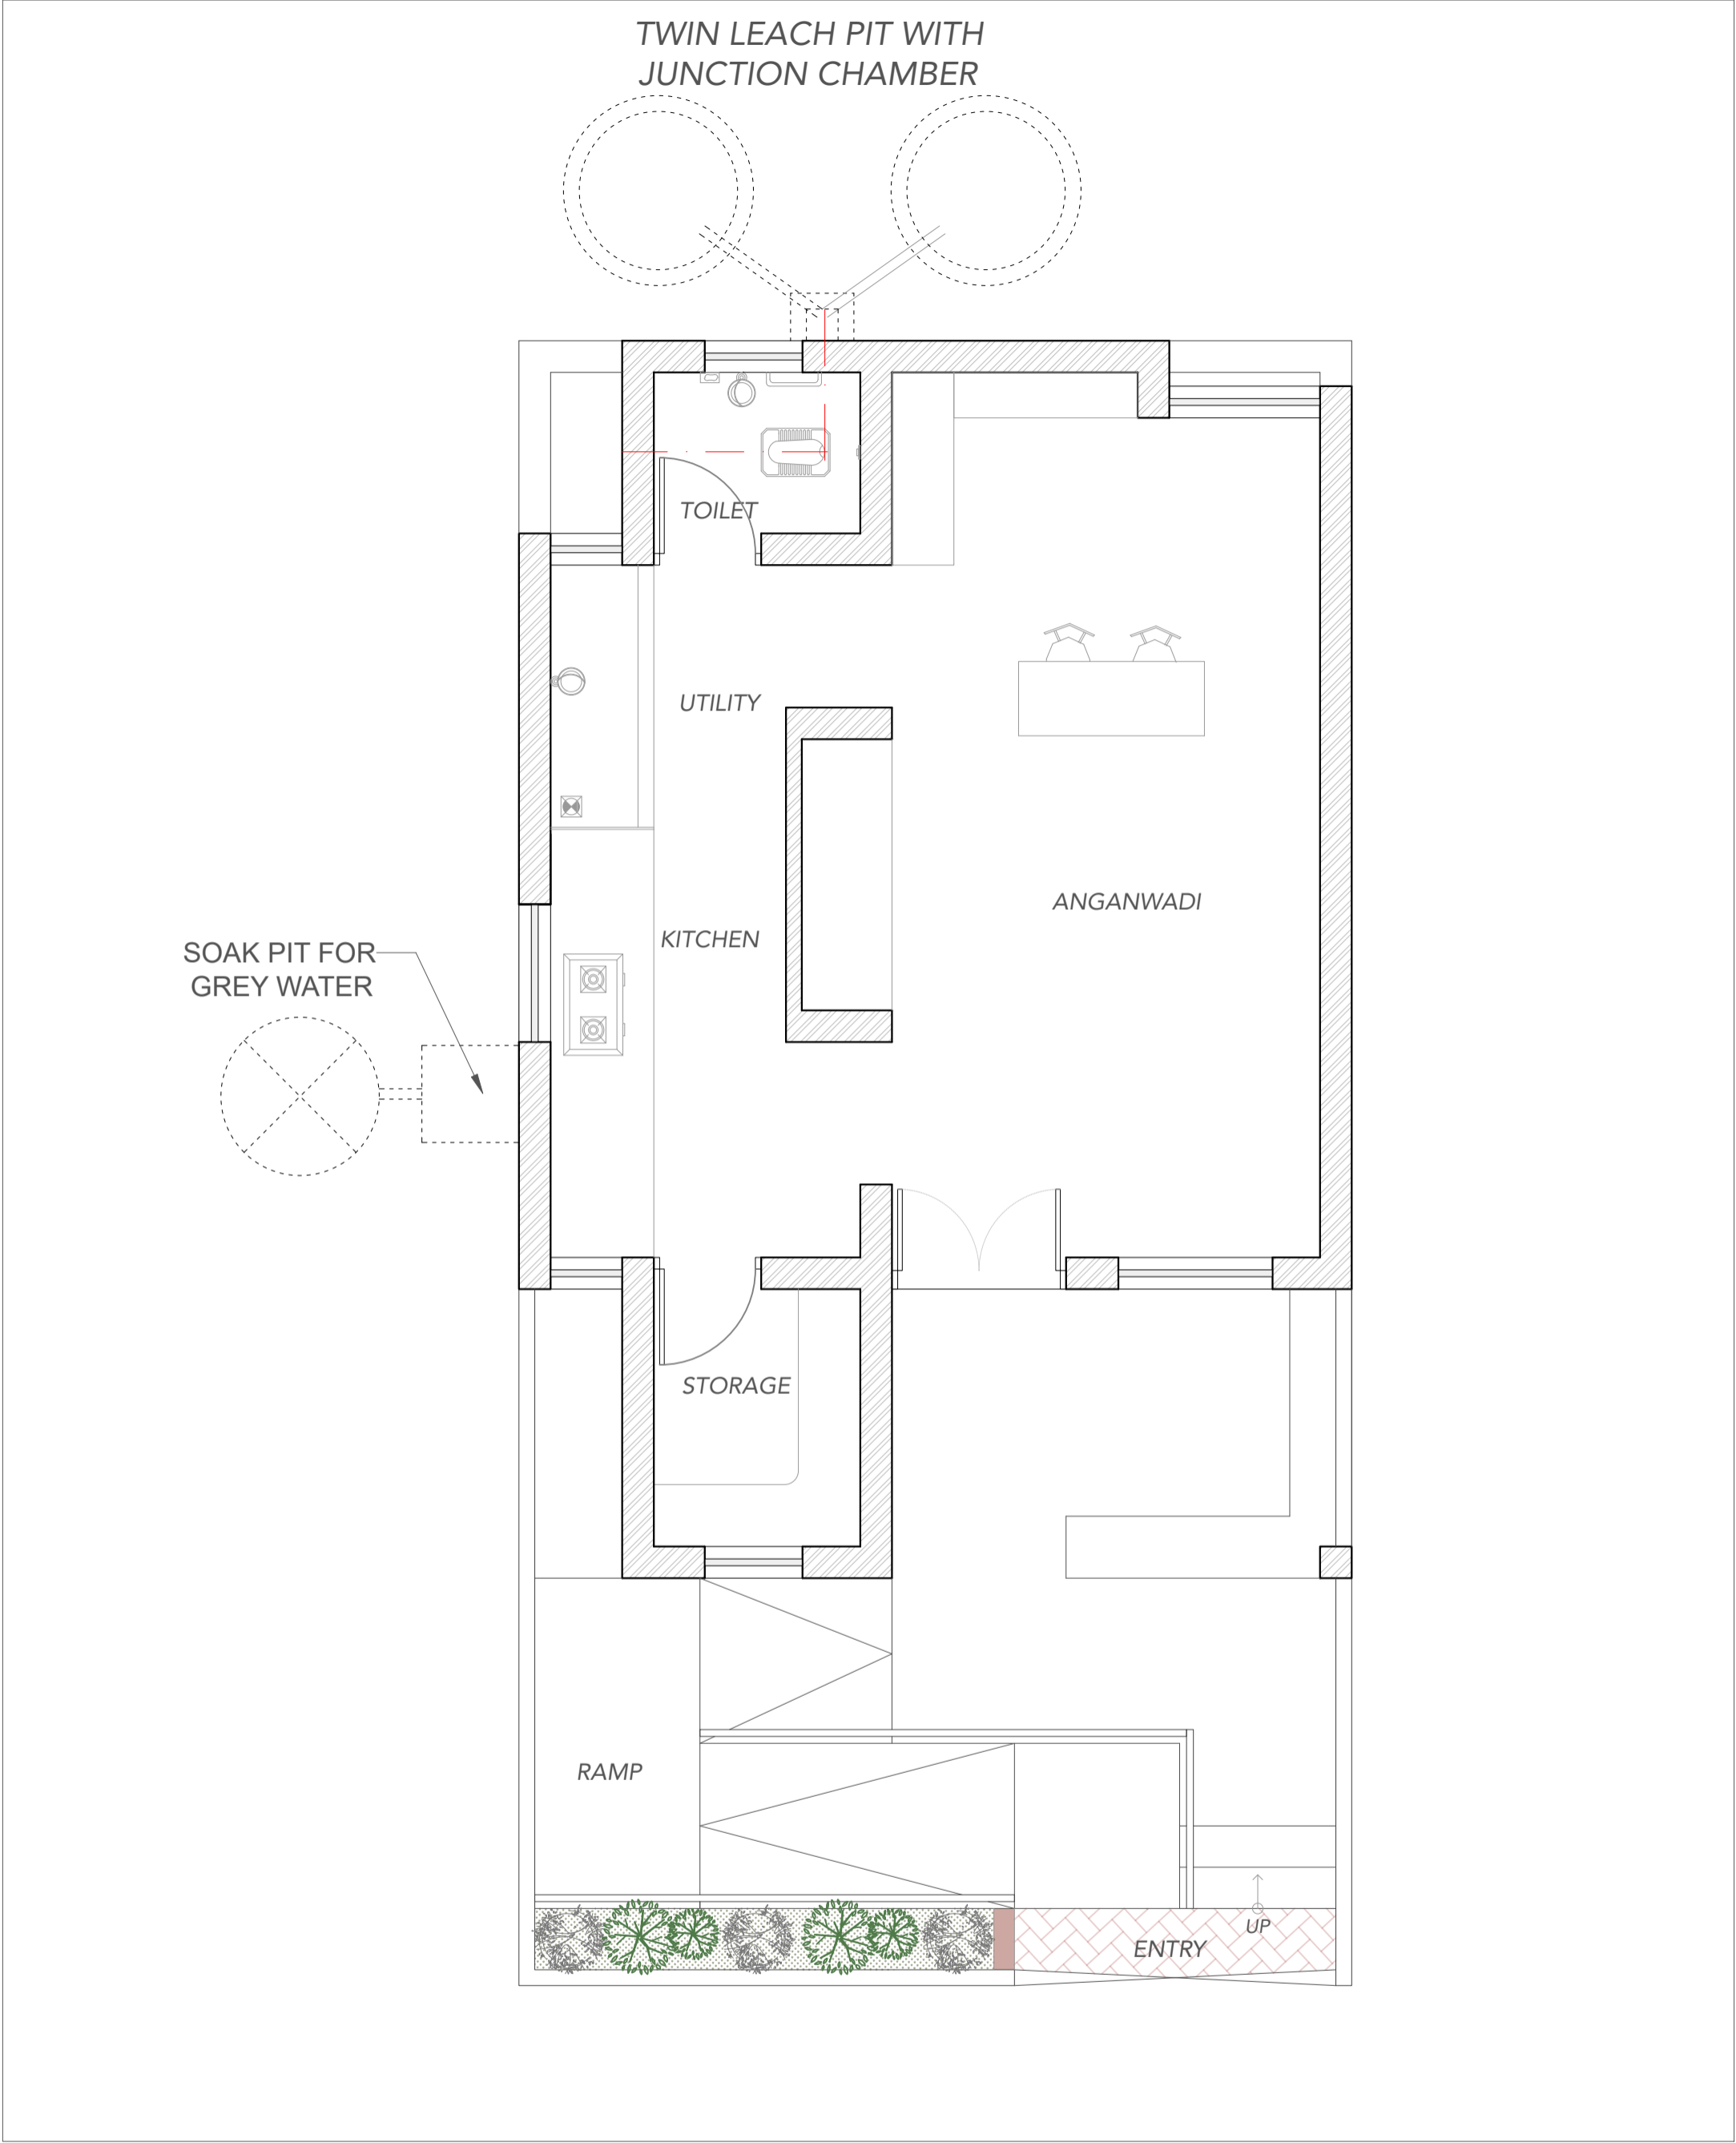 TWIN LEACH PIT WITH
JUNCTION CHAMBER
TOILET
UTILITY
ANGANWADI
KITCHEN
SOAK PIT FOR
GREY WATER
STORAGE
RAMP
UP
ENTRY